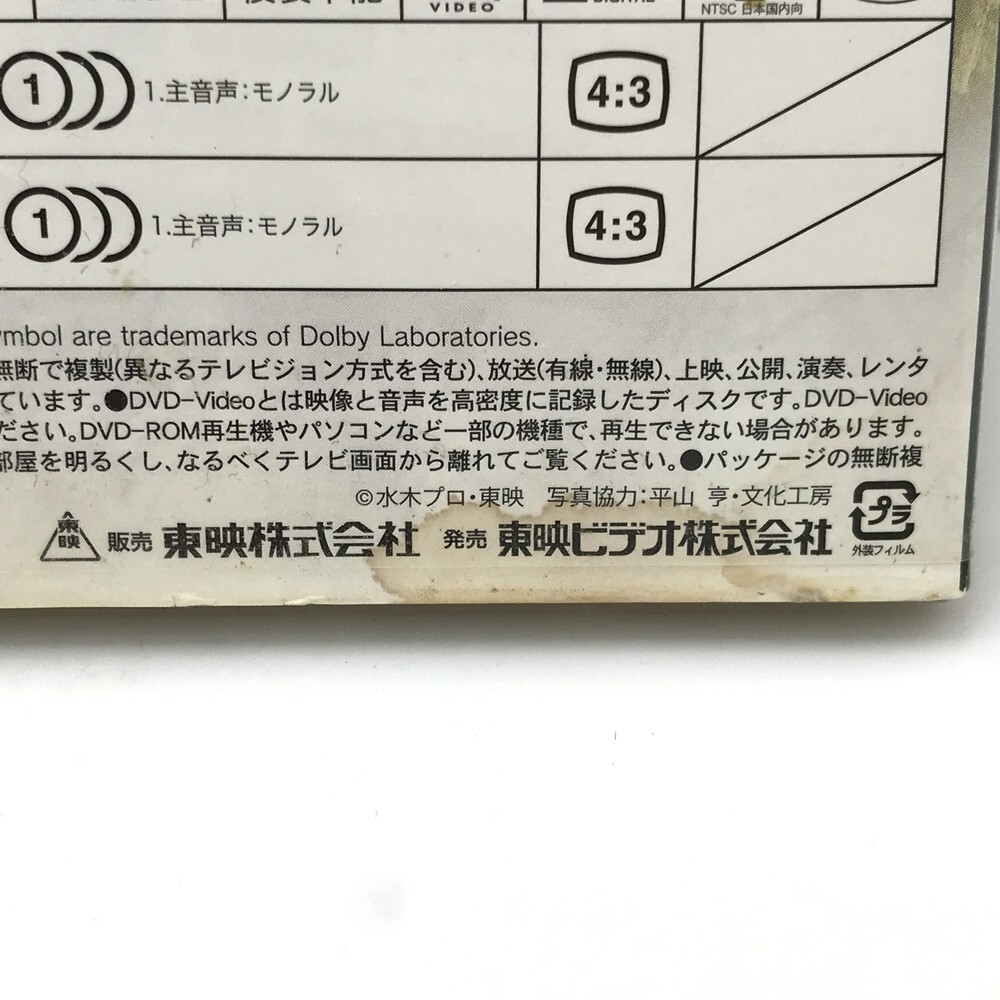 VIDEO
NTSC 日本国内向
1 1.主音声:モノラル 4:3
1 1.主音声:モノラル 4:3
ymbol are trademarks of Dolby Laboratories.
無断で複製(異なるテレビジョン方式を含む)、放送(有線・無線)、上映、公開、演奏、レンタ
ています。●DVD-Videoとは映像と音声を高密度に記録したディスクです。DVD-Video
ださい。DVD-ROM再生機やパソコンなど一部の機種で、再生できない場合があります。
部屋を明るくし、なるべくテレビ画面から離れてご覧ください。●パッケージの無断複
©水木プロ・東映 写真協力:平山 亨・文化工房
東映 販売 東映株式会社 発売 東映ビデオ株式会社
プラ
外装フィルム